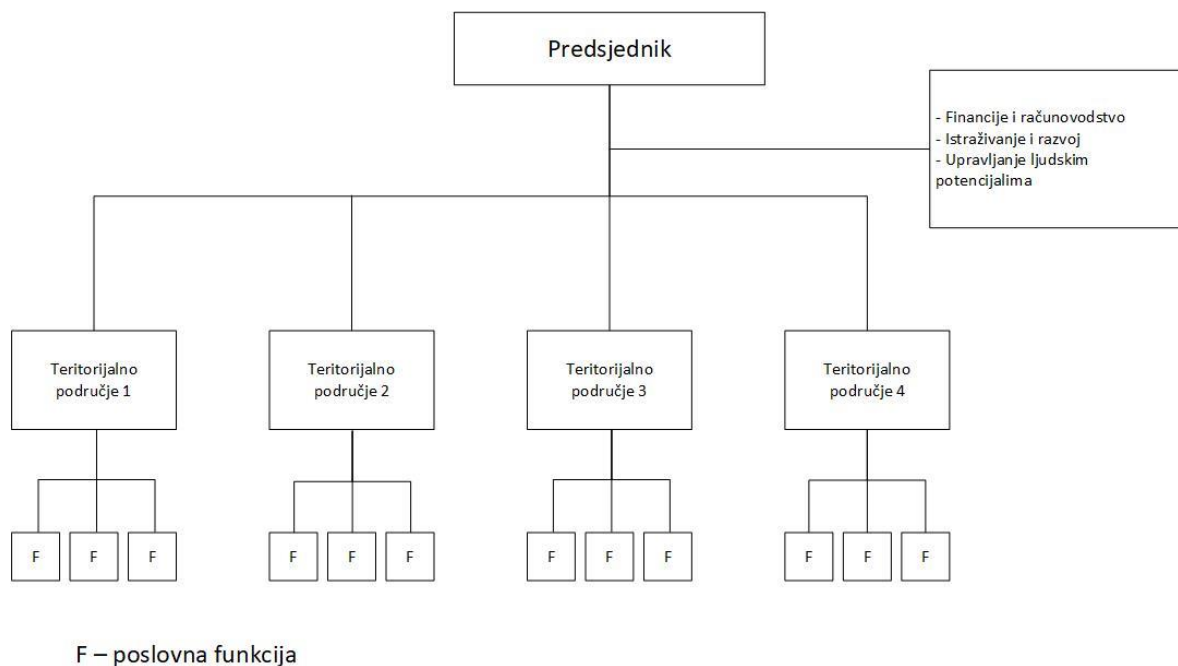 Predsjednik
- Financije i računovodstvo
- Istraživanje i razvoj
- Upravljanje ljudskim
potencijalima
Teritorijalno
područje 1
Teritorijalno
područje 2
Teritorijalno
područje 3
Teritorijalno
područje 4
F F F F F F F F F F F F
F – poslovna funkcija